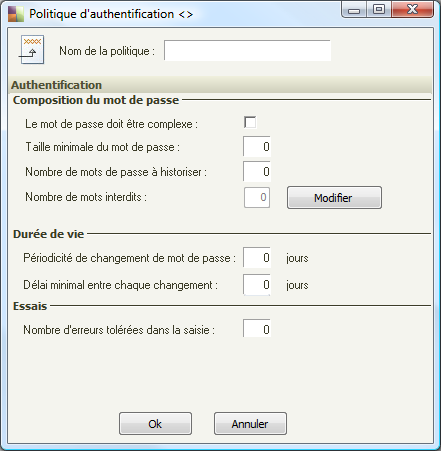 Politique d'authentification <>
Nom de la politique :
Authentification
Composition du mot de passe
Le mot de passe doit être complexe :
Taille minimale du mot de passe : 0
Nombre de mots de passe à historiser : 0
Nombre de mots interdits : 0 Modifier
Durée de vie
Périodicité de changement de mot de passe : 0 jours
Délai minimal entre chaque changement : 0 jours
Essais
Nombre d'erreurs tolérées dans la saisie : 0
Ok Annuler